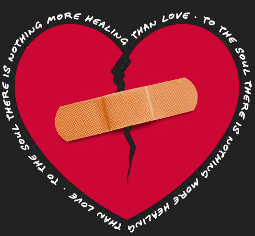 TO THE SOUL THERE IS NOTHING MORE HEALING THAN LOVE · TO THE SOUL THERE IS NOTHING MORE HEALING THAN LOVE ·